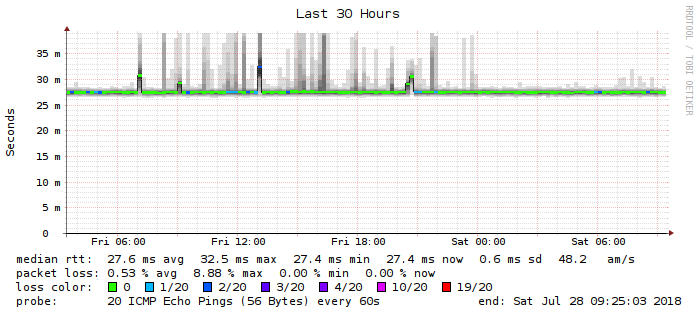 Last 30 Hours
RRDTOOL / TOBI OETIKER
Seconds
35 m
30 m
25 m
20 m
15 m
10 m
5 m
0
Fri 06:00 Fri 12:00 Fri 18:00 Sat 00:00 Sat 06:00
median rtt: 27.6 ms avg 32.5 ms max 27.4 ms min 27.4 ms now 0.6 ms sd 48.2 am/s
packet loss: 0.53 % avg 8.88 % max 0.00 % min 0.00 % now
loss color: 0 1/20 2/20 3/20 4/20 10/20 19/20
probe: 20 ICMP Echo Pings (56 Bytes) every 60s end: Sat Jul 28 09:25:03 2018